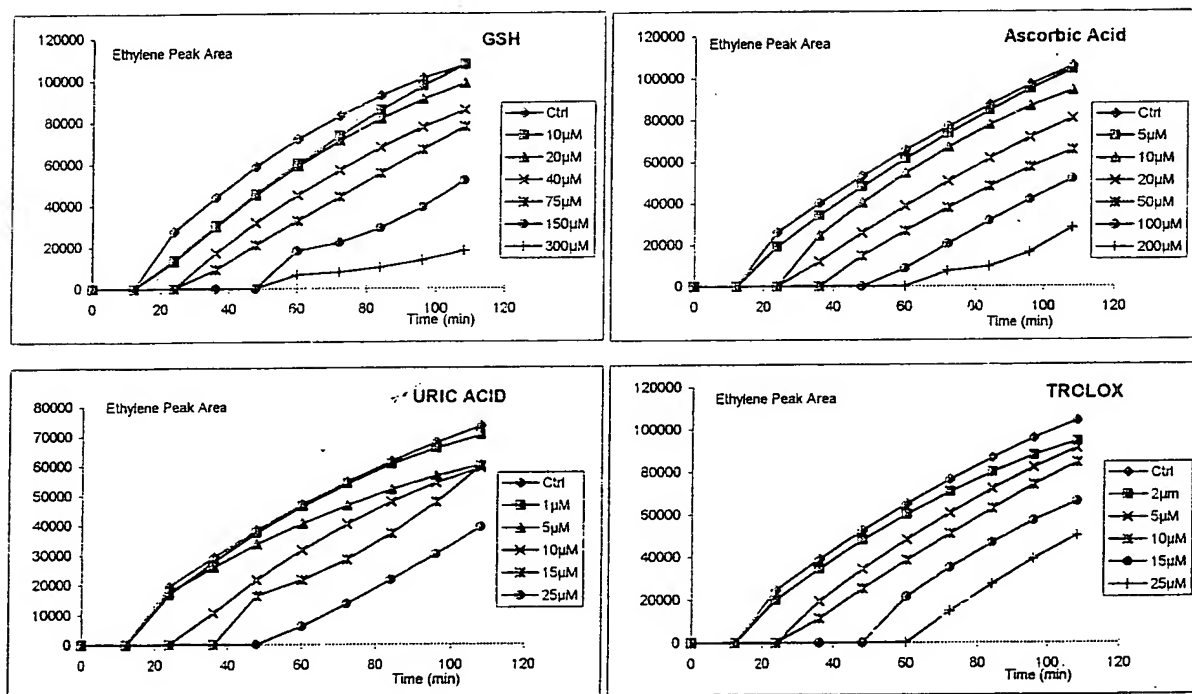 GSH
Ethylene Peak Area
120000
100000
80000
60000
40000
20000
0
0 20 40 60 80 100 120
Time (min)
Ctrl
10µM
20µM
40µM
75µM
150µM
300µM
Ascorbic Acid
Ethylene Peak Area
120000
100000
80000
60000
40000
20000
0
0 20 40 60 80 100 120
Time (min)
Ctrl
5µM
10µM
20µM
50µM
100µM
200µM
URIC ACID
Ethylene Peak Area
80000
70000
60000
50000
40000
30000
20000
10000
0
0 20 40 60 80 100 120
Time (min)
Ctrl
1µM
5µM
10µM
15µM
25µM
TRCLOX
Ethylene Peak Area
120000
100000
80000
60000
40000
20000
0
0 20 40 60 80 100 120
Time (min)
Ctrl
2µm
5µM
10µM
15µM
25µM